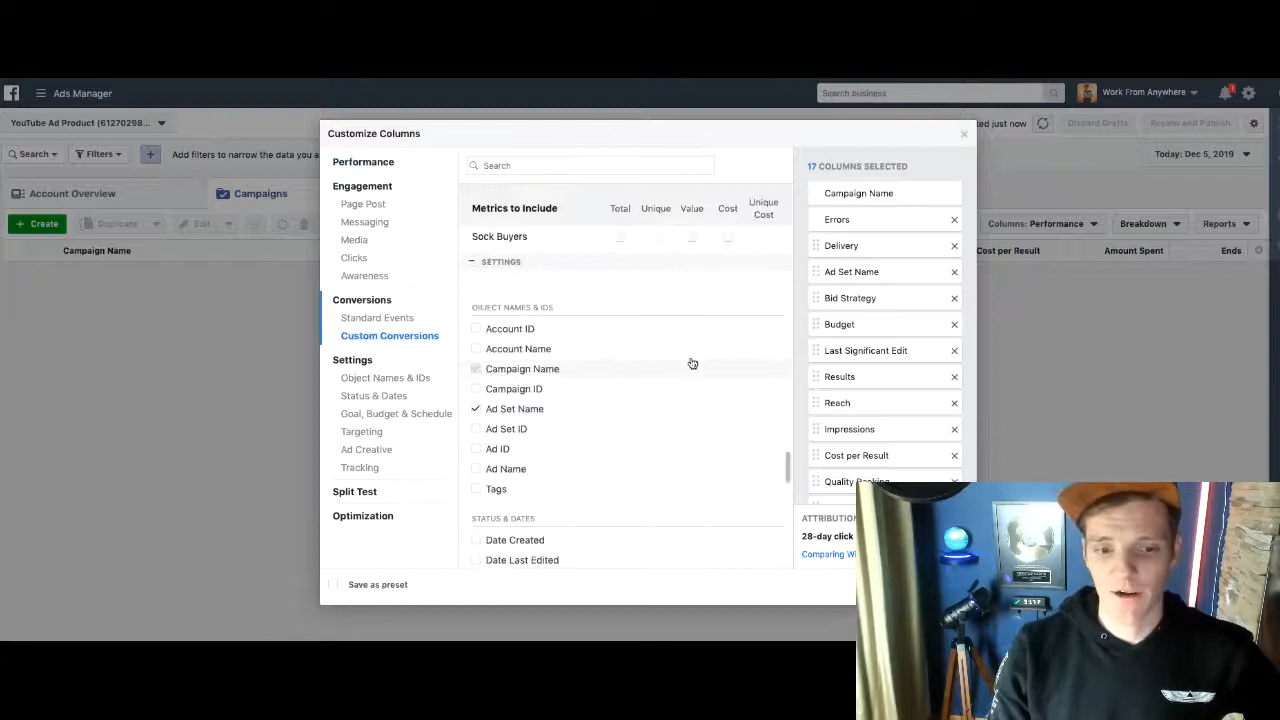 Ads Manager
Search business
Work From Anywhere
1
YouTube Ad Product (61270298...
ted just now
Discard Drafts
Review and Publish
Search
Filters
Add filters to narrow the data you a
Today: Dec 5, 2019
Account Overview
Campaigns
+ Create
Duplicate
Edit
Columns: Performance
Breakdown
Reports
Campaign Name
Cost per Result
Amount Spent
Ends
Customize Columns
Performance
Engagement
Page Post
Messaging
Media
Clicks
Awareness
Conversions
Standard Events
Custom Conversions
Settings
Object Names & IDs
Status & Dates
Goal, Budget & Schedule
Targeting
Ad Creative
Tracking
Split Test
Optimization
Save as preset
Search
Metrics to Include
Total
Unique
Value
Cost
Unique
Cost
Sock Buyers
SETTINGS
OBJECT NAMES & IDS
Account ID
Account Name
Campaign Name
Campaign ID
Ad Set Name
Ad Set ID
Ad ID
Ad Name
Tags
STATUS & DATES
Date Created
Date Last Edited
17 COLUMNS SELECTED
Campaign Name
Errors
Delivery
Ad Set Name
Bid Strategy
Budget
Last Significant Edit
Results
Reach
Impressions
Cost per Result
Quality Ranking
ATTRIBUTION
28-day click
Comparing Wi